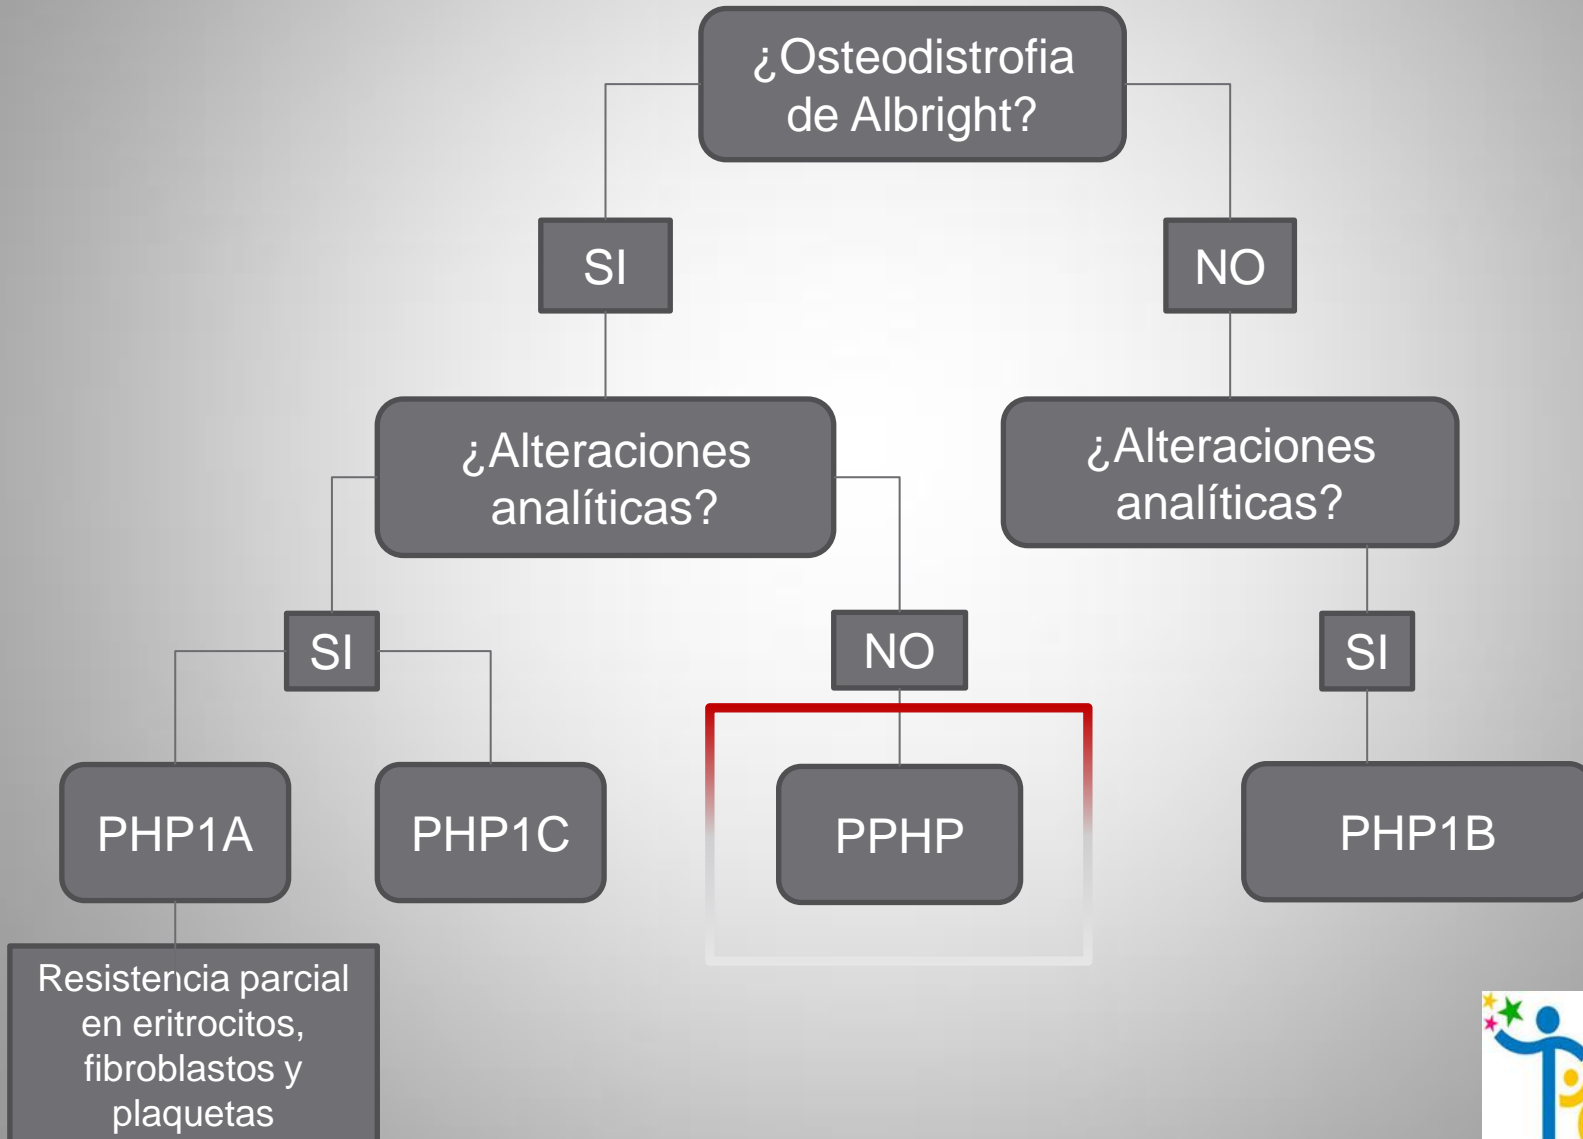 ¿Osteodistrofia
de Albright?
SI
NO
¿Alteraciones
analíticas?
¿Alteraciones
analíticas?
SI
NO
SI
PHP1A
PHP1C
PPHP
PHP1B
Resistencia parcial
en eritrocitos,
fibroblastos y
plaquetas